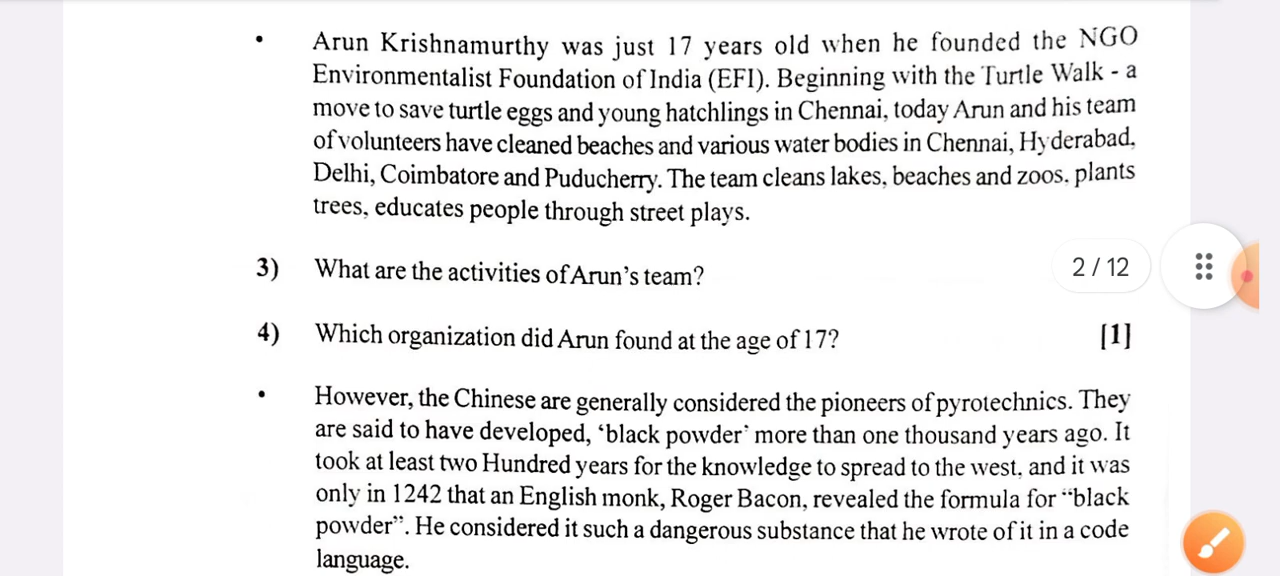 • Arun Krishnamurthy was just 17 years old when he founded the NGO
Environmentalist Foundation of India (EFI). Beginning with the Turtle Walk - a
move to save turtle eggs and young hatchlings in Chennai, today Arun and his team
of volunteers have cleaned beaches and various water bodies in Chennai, Hyderabad,
Delhi, Coimbatore and Puducherry. The team cleans lakes, beaches and zoos, plants
trees, educates people through street plays.
3) What are the activities of Arun's team?
2 / 12
4) Which organization did Arun found at the age of 17? [1]
• However, the Chinese are generally considered the pioneers of pyrotechnics. They
are said to have developed, ‘black powder’ more than one thousand years ago. It
took at least two Hundred years for the knowledge to spread to the west, and it was
only in 1242 that an English monk, Roger Bacon, revealed the formula for “black
powder”. He considered it such a dangerous substance that he wrote of it in a code
language.